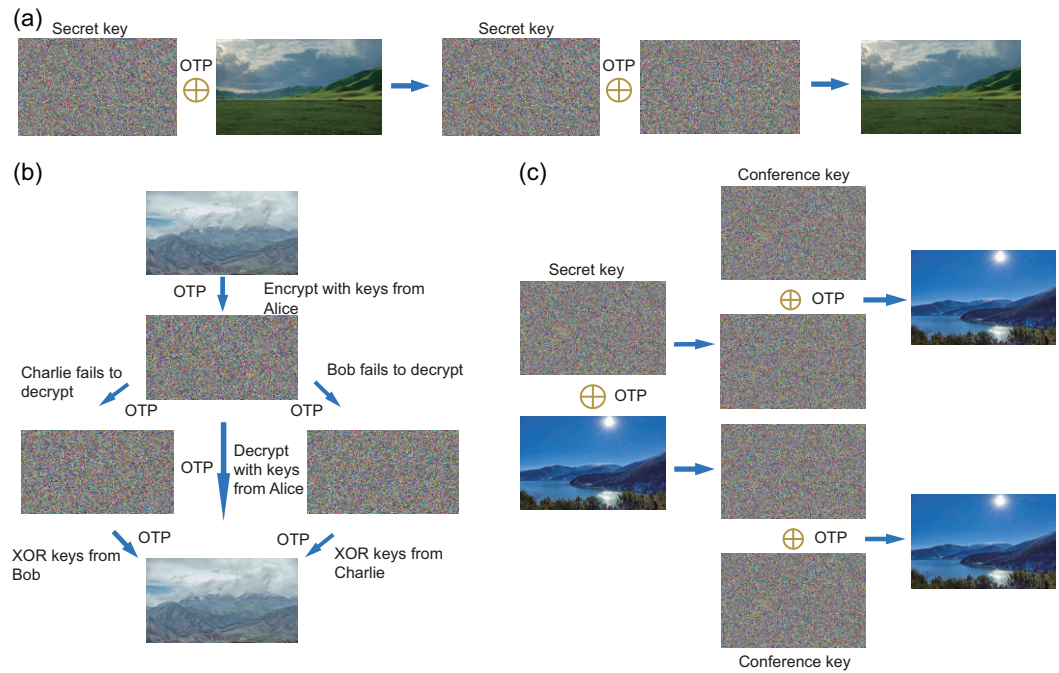 (a)
Secret key
OTP
Secret key
OTP
(b)
OTP
Encrypt with keys from
Alice
Charlie fails to
decrypt
OTP
Bob fails to decrypt
OTP
OTP
Decrypt
with keys
from Alice
XOR keys from
Bob
OTP
OTP
XOR keys from
Charlie
(c)
Conference key
Secret key
OTP
OTP
OTP
Conference key